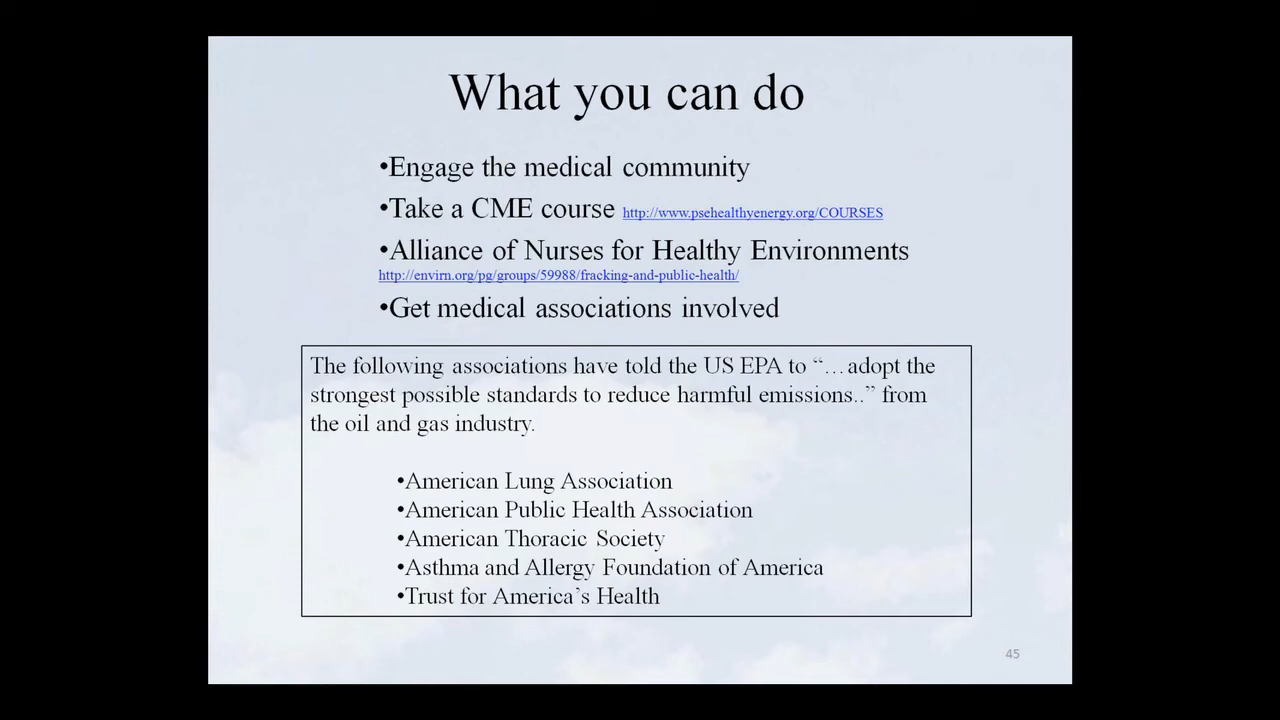 What you can do
•Engage the medical community
•Take a CME course http://www.psehealthyenergy.org/COURSES
•Alliance of Nurses for Healthy Environments
http://envirn.org/pg/groups/59988/fracking-and-public-health/
•Get medical associations involved
The following associations have told the US EPA to “…adopt the
strongest possible standards to reduce harmful emissions..” from
the oil and gas industry.
•American Lung Association
•American Public Health Association
•American Thoracic Society
•Asthma and Allergy Foundation of America
•Trust for America’s Health
45